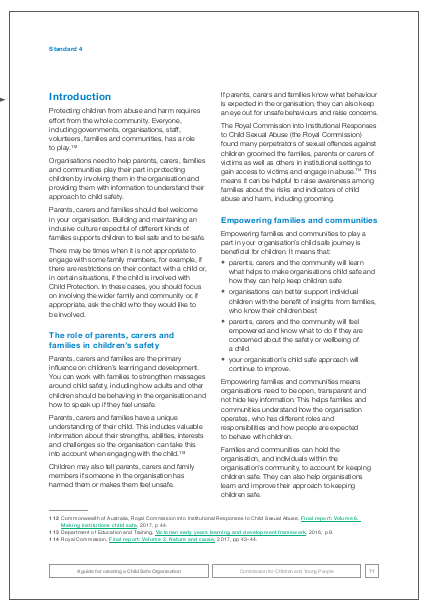 Standard 4
Introduction
Protecting children from abuse and harm requires
effort from the whole community. Everyone,
including governments, organisations, staff,
volunteers, families and communities, has a role
to play.¹¹²
Organisations need to help parents, carers, families
and communities play their part in protecting
children by involving them in the organisation and
providing them with information to understand their
approach to child safety.
Parents, carers and families should feel welcome
in your organisation. Building and maintaining an
inclusive culture respectful of different kinds of
families supports children to feel safe and to be safe.
There may be times when it is not appropriate to
engage with some family members, for example, if
there are restrictions on their contact with a child or,
in certain situations, if the child is involved with
Child Protection. In these cases, you should focus
on involving the wider family and community or, if
appropriate, ask the child who they would like to
be involved.
The role of parents, carers and
families in children's safety
Parents, carers and families are the primary
influence on children's learning and development.
You can work with families to strengthen messages
around child safety, including how adults and other
children should be behaving in the organisation and
how to speak up if they feel unsafe.
Parents, carers and families have a unique
understanding of their child. This includes valuable
information about their strengths, abilities, interests
and challenges so the organisation can take this
into account when engaging with the child.¹¹³
Children may also tell parents, carers and family
members if someone in the organisation has
harmed them or makes them feel unsafe.
If parents, carers and families know what behaviour
is expected in the organisation, they can also keep
an eye out for unsafe behaviours and raise concerns.
The Royal Commission into Institutional Responses
to Child Sexual Abuse (the Royal Commission)
found many perpetrators of sexual offences against
children groomed the families, parents or carers of
victims as well as others in institutional settings to
gain access to victims and engage in abuse.¹¹⁴ This
means it can be helpful to raise awareness among
families about the risks and indicators of child
abuse and harm, including grooming.
Empowering families and communities
Empowering families and communities to play a
part in your organisation's child safe journey is
beneficial for children. It means that:
• parents, carers and the community will learn
what helps to make organisations child safe and
how they can help keep children safe
• organisations can better support individual
children with the benefit of insights from families,
who know their children best
• parents, carers and the community will feel
empowered and know what to do if they are
concerned about the safety or wellbeing of
a child
• your organisation's child safe approach will
continue to improve.
Empowering families and communities means
organisations need to be open, transparent and
not hide key information. This helps families and
communities understand how the organisation
operates, who has different roles and
responsibilities and how people are expected
to behave with children.
Families and communities can hold the
organisation, and individuals within the
organisation's community, to account for keeping
children safe. They can also help organisations
learn and improve their approach to keeping
children safe.
112 Commonwealth of Australia, Royal Commission into Institutional Responses to Child Sexual Abuse, Final report: Volume 6,
Making institutions child safe, 2017, p 44.
113 Department of Education and Training, Victorian early years learning and development framework, 2016, p 9.
114 Royal Commission, Final report: Volume 2, Nature and cause, 2017, pp 43–44.
A guide for creating a Child Safe Organisation
Commission for Children and Young People
71